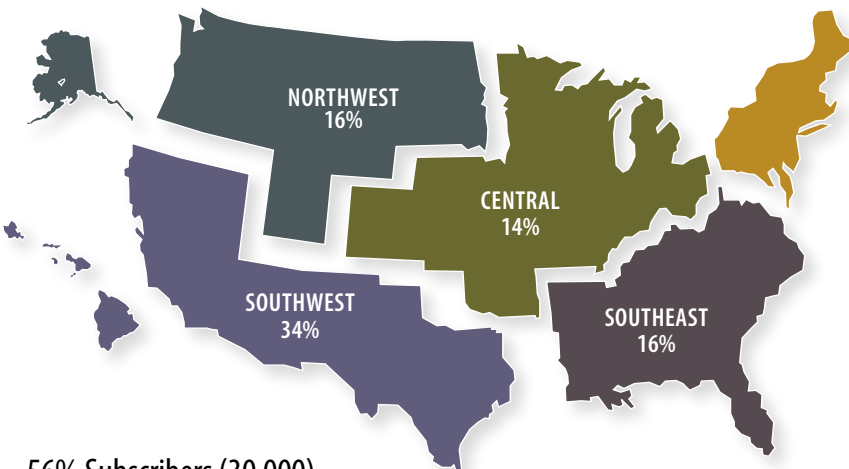 NORTHWEST
16%
CENTRAL
14%
SOUTHWEST
34%
SOUTHEAST
16%
56% Subscribers (30,000)